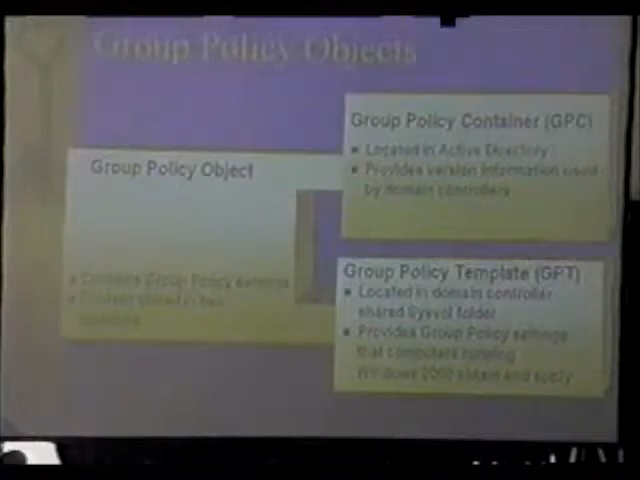 Group Policy Objects
Group Policy Object
Contains Group Policy settings
Content stored in two
locations
Group Policy Container (GPC)
Located in Active Directory
Provides version information used
by domain controllers
Group Policy Template (GPT)
Located in domain controller
shared Sysvol folder
Provides Group Policy settings
that computers running
Windows 2000 obtain and apply